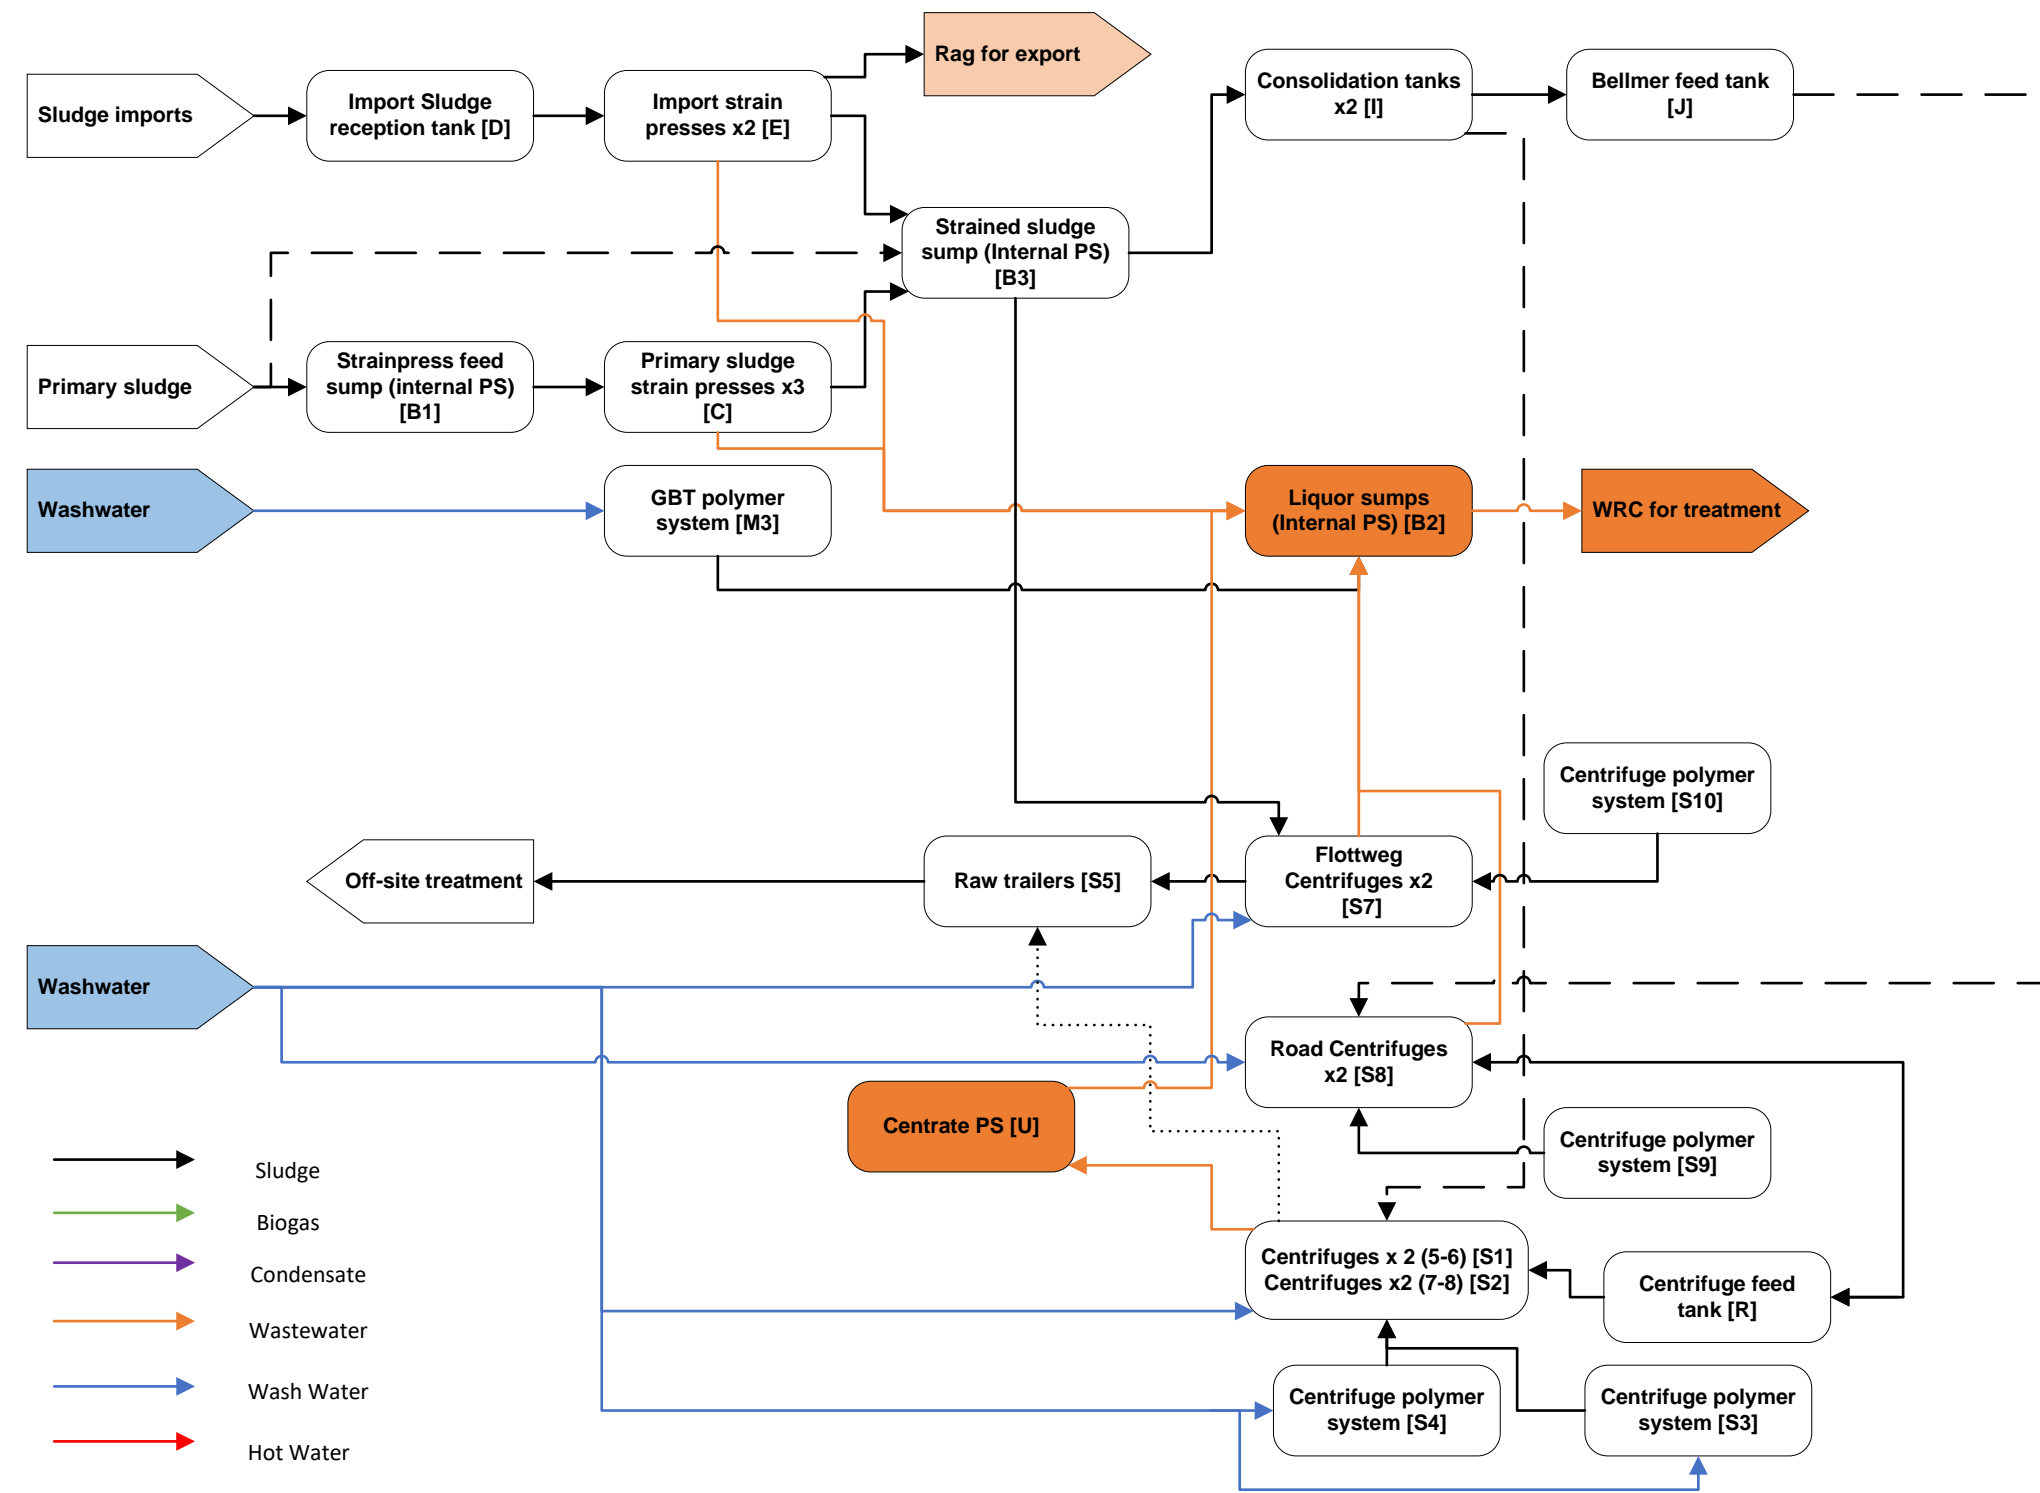 Rag for export
Sludge imports
Import Sludge
reception tank [D]
Import strain
presses x2 [E]
Consolidation tanks
x2 [I]
Bellmer feed tank
[J]
Strained sludge
sump (Internal PS)
[B3]
Primary sludge
Strainpress feed
sump (internal PS)
[B1]
Primary sludge
strain presses x3
[C]
Washwater
GBT polymer
system [M3]
Liquor sumps
(Internal PS) [B2]
WRC for treatment
Centrifuge polymer
system [S10]
Off-site treatment
Raw trailers [S5]
Flottweg
Centrifuges x2
[S7]
Washwater
Road Centrifuges
x2 [S8]
Centrate PS [U]
Centrifuge polymer
system [S9]
Centrifuges x 2 (5-6) [S1]
Centrifuges x2 (7-8) [S2]
Centrifuge feed
tank [R]
Centrifuge polymer
system [S4]
Centrifuge polymer
system [S3]
Sludge
Biogas
Condensate
Wastewater
Wash Water
Hot Water